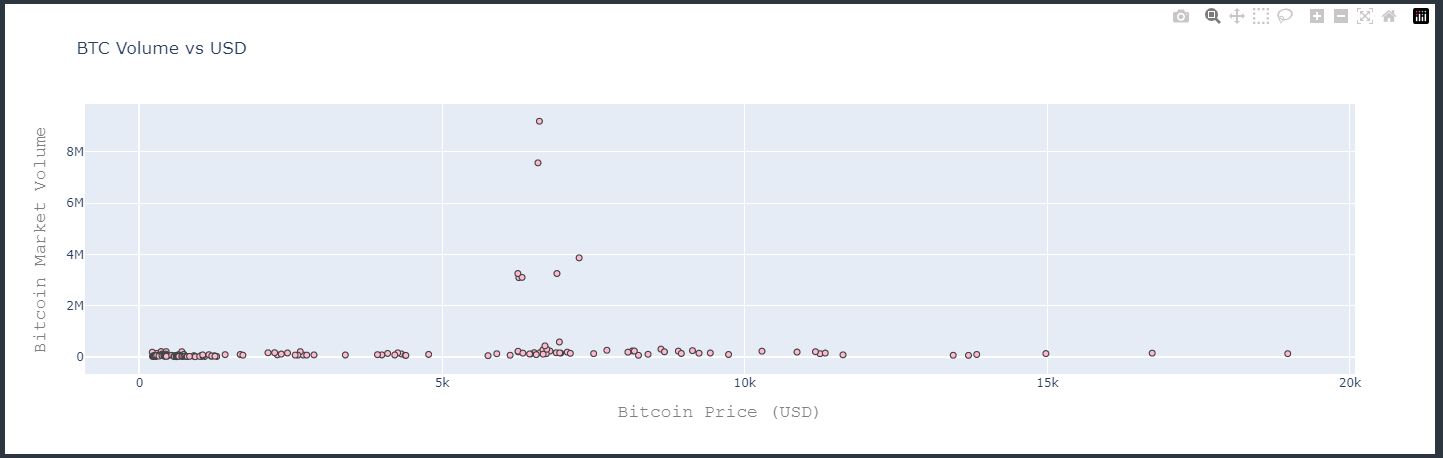 BTC Volume vs USD
Bitcoin Market Volume
8M
6M
4M
2M
0
0 5k 10k 15k 20k
Bitcoin Price (USD)